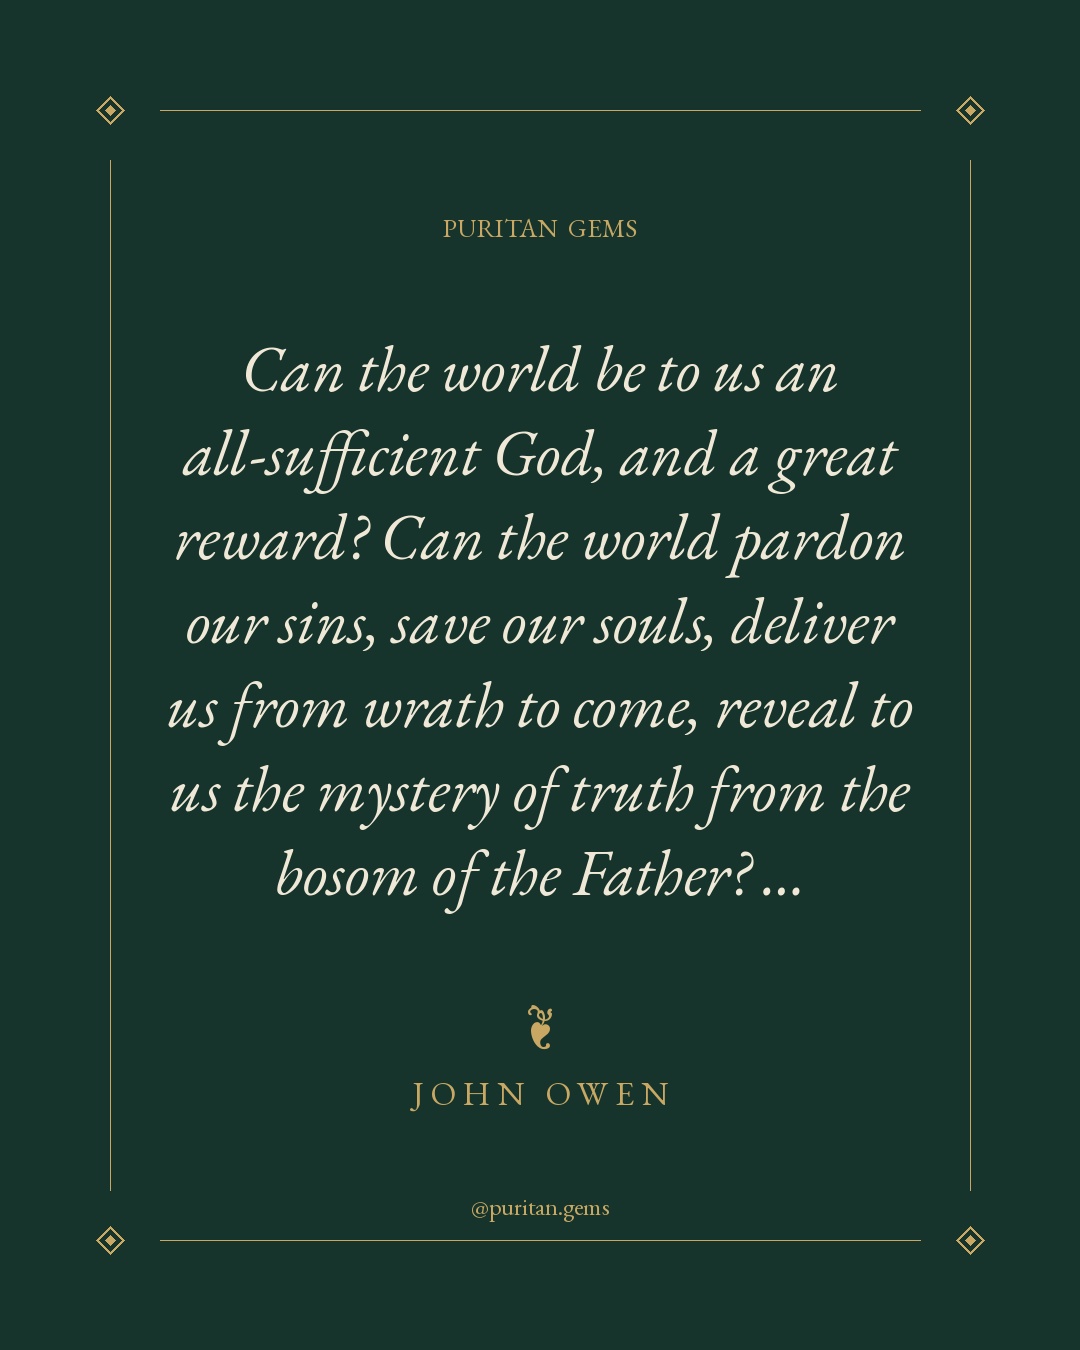 PURITAN GEMS
Can the world be to us an
all-sufficient God, and a great
reward? Can the world pardon
our sins, save our souls, deliver
us from wrath to come, reveal to
us the mystery of truth from the
bosom of the Father? ...
JOHN OWEN
@puritan.gems